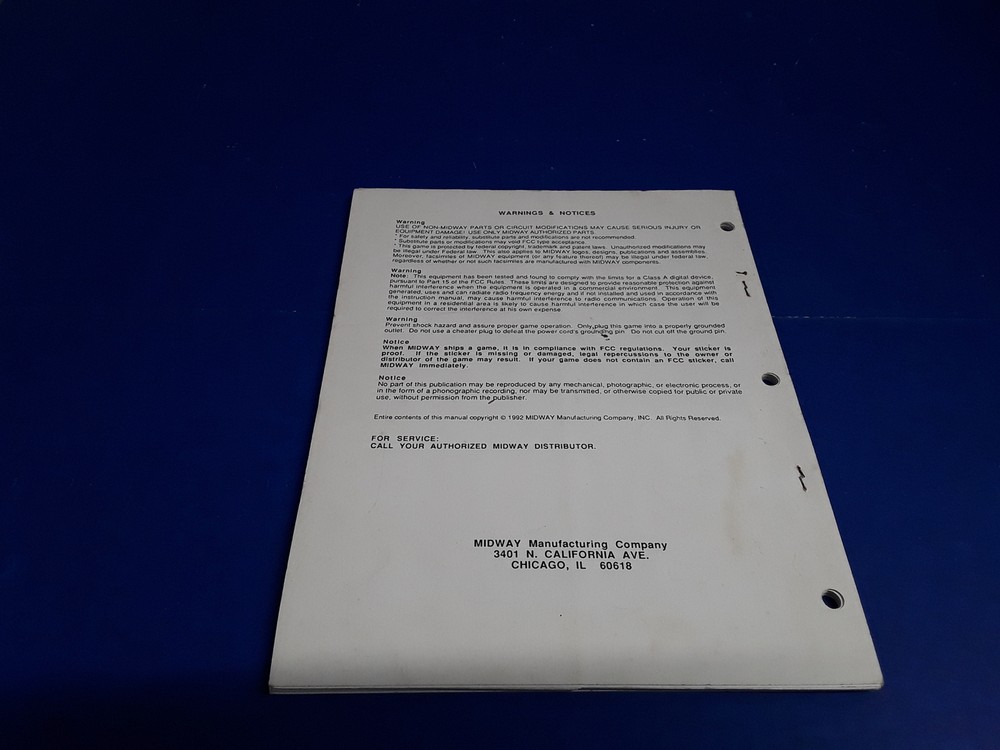 WARNINGS & NOTICES
Warning
USE OF NON-MIDWAY PARTS OR CIRCUIT MODIFICATIONS MAY CAUSE SERIOUS INJURY OR
EQUIPMENT DAMAGE! USE ONLY MIDWAY AUTHORIZED PARTS.
* For safety and reliability, substitute parts and modifications are not recommended.
* Substitute parts or modifications may void FCC type acceptance.
* This game is protected by federal copyright, trademark and patent laws. Unauthorized modifications may
be illegal under Federal law. This also applies to MIDWAY logos, designs, publications and assemblies.
Moreover, facsimiles of MIDWAY equipment (or any feature thereof) may be illegal under federal law,
regardless of whether or not such facsimiles are manufactured with MIDWAY components.
Warning
Note: This equipment has been tested and found to comply with the limits for a Class A digital device,
pursuant to Part 15 of the FCC Rules. These limits are designed to provide reasonable protection against
harmful interference when the equipment is operated in a commercial environment. This equipment
generated, uses and can radiate radio frequency energy and if not installed and used in accordance with
the instruction manual, may cause harmful interference to radio communications. Operation of this
equipment in a residential area is likely to cause harmful interference in which case the user will be
required to correct the interference at his own expense.
Warning
Prevent shock hazard and assure proper game operation. Only plug this game into a properly grounded
outlet. Do not use a cheater plug to defeat the power cord's grounding pin. Do not cut off the ground pin.
Notice
When MIDWAY ships a game, it is in compliance with FCC regulations. Your sticker is
proof. If the sticker is missing or damaged, legal repercussions to the owner or
distributor of the game may result. If your game does not contain an FCC sticker, call
MIDWAY immediately.
Notice
No part of this publication may be reproduced by any mechanical, photographic, or electronic process, or
in the form of a phonographic recording, nor may be transmitted, or otherwise copied for public or private
use, without permission from the publisher.
Entire contents of this manual copyright © 1992 MIDWAY Manufacturing Company, INC. All Rights Reserved.
FOR SERVICE:
CALL YOUR AUTHORIZED MIDWAY DISTRIBUTOR.
MIDWAY Manufacturing Company
3401 N. CALIFORNIA AVE.
CHICAGO, IL 60618